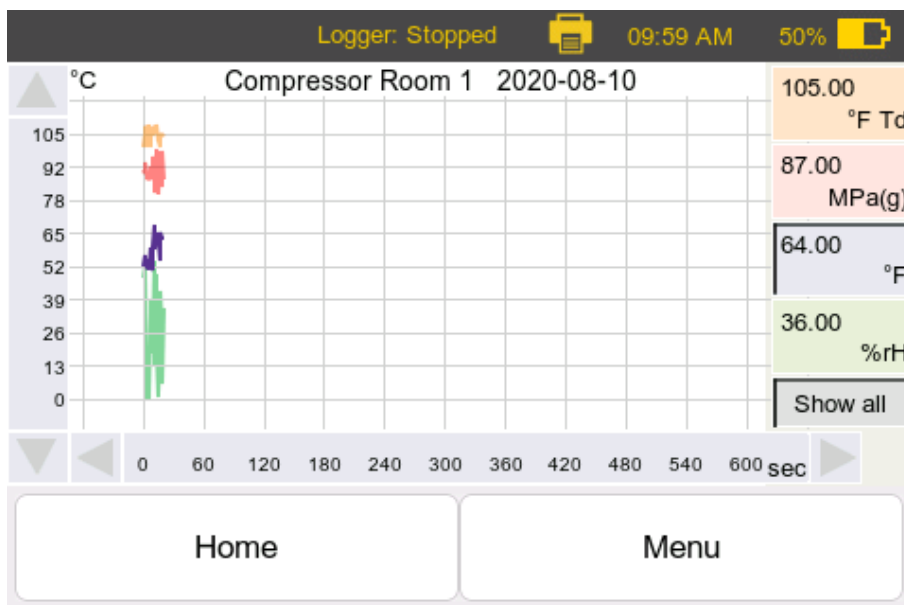 Logger: Stopped 09:59 AM 50%
°C Compressor Room 1 2020-08-10
105.00
°F Td
87.00
MPa(g)
64.00
°F
36.00
%rH
Show all
105
92
78
65
52
39
26
13
0
0 60 120 180 240 300 360 420 480 540 600 sec
Home Menu